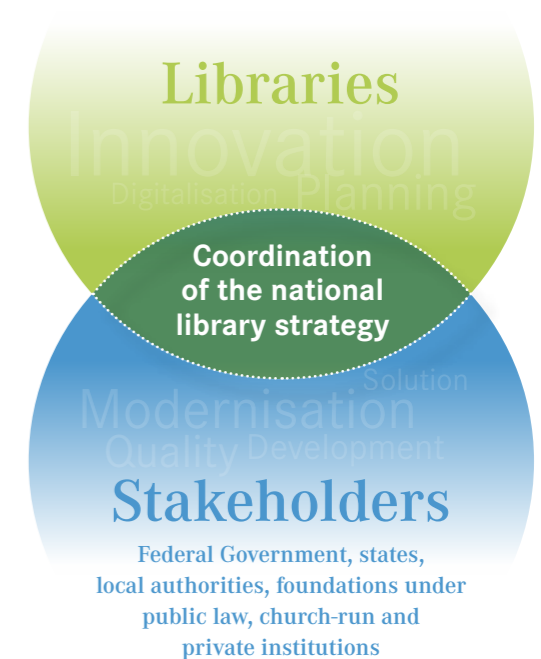 Libraries
Innovation
Digitalisation Planning
Coordination
of the national
library strategy
Solution
Modernisation
Quality Development
Stakeholders
Federal Government, states,
local authorities, foundations under
public law, church-run and
private institutions